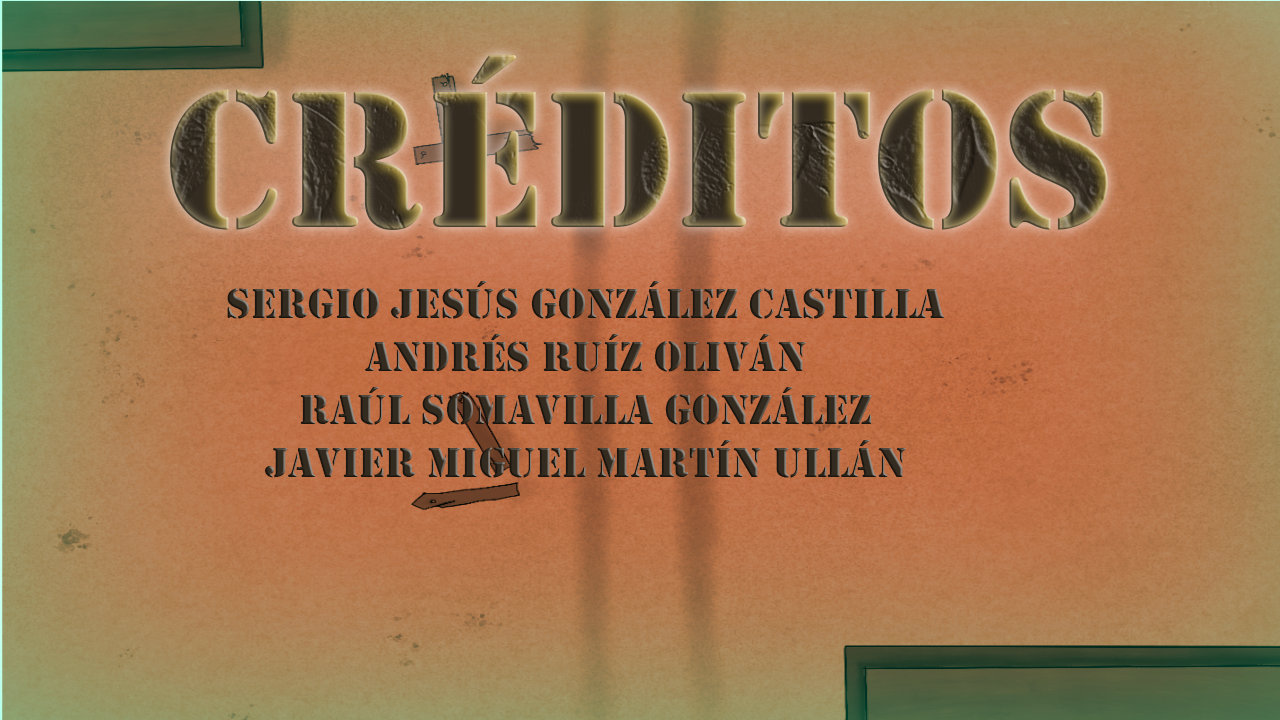 CRÉDITOS
SERGIO JESÚS GONZÁLEZ CASTILLA
ANDRÉS RUÍZ OLIVÁN
RAÚL SOMAVILLA GONZÁLEZ
JAVIER MIGUEL MARTÍN ULLÁN